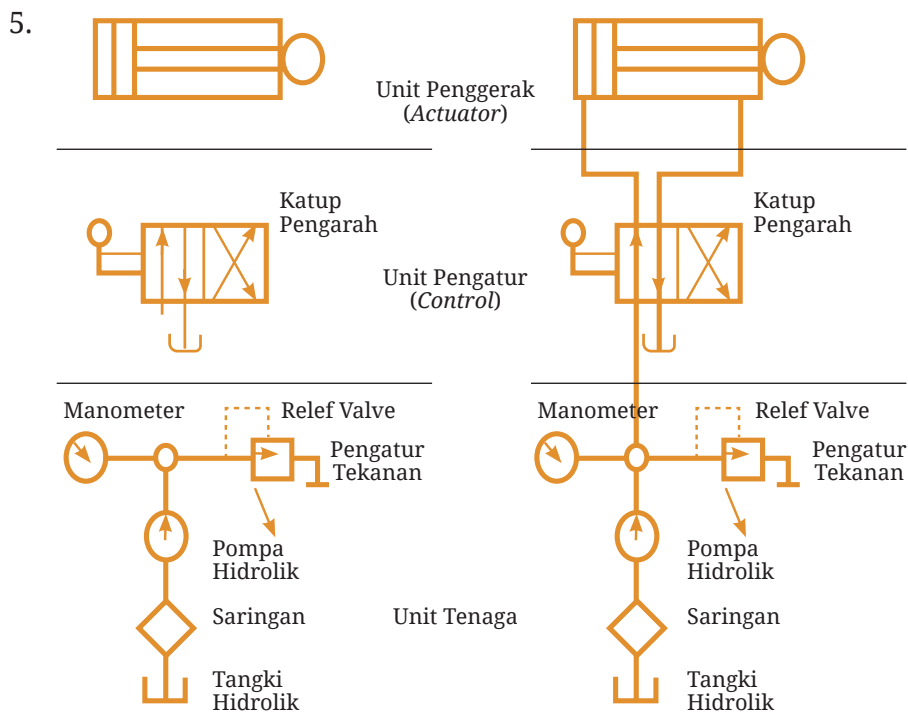 5.
Unit Penggerak
(Actuator)
Katup
Pengarah
Katup
Pengarah
Unit Pengatur
(Control)
Manometer
Relef Valve
Manometer
Relef Valve
Pengatur
Tekanan
Pengatur
Tekanan
Pompa
Hidrolik
Pompa
Hidrolik
Saringan
Unit Tenaga
Saringan
Tangki
Hidrolik
Tangki
Hidrolik